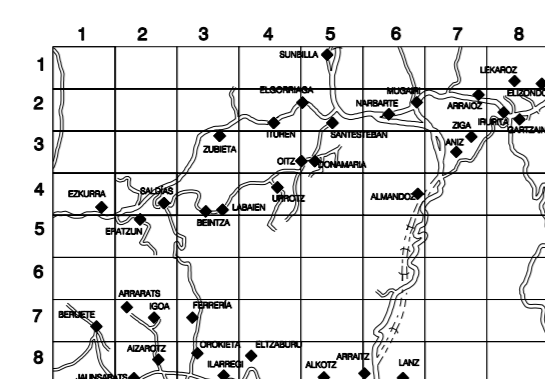 1 2 3 4 5 6 7 8
1
SUNBILLA
LEKAROZ
ELIZONDO
2
ELGORRIAGA
NARBARTE
MUGAIRI
ARRAIOZ
IRURITA
GARTZAIN
ITUREN
SANTESTEBAN
ZIGA
3
ZUBIETA
ANIZ
OITZ
DONAMARIA
4
EZKURRA
SALDIAS
URROTZ
ALMANDOZ
BEINTZA
LABAIEN
5
ERATZUN
6
7
ARRARATS
IGOA
FERRERÍA
BERUETE
8
AIZAROTZ
OROKIETA
ELTZABURU
ILARREGI
ALKOTZ
ARRAITZ
LANZ
JAUNSARATS